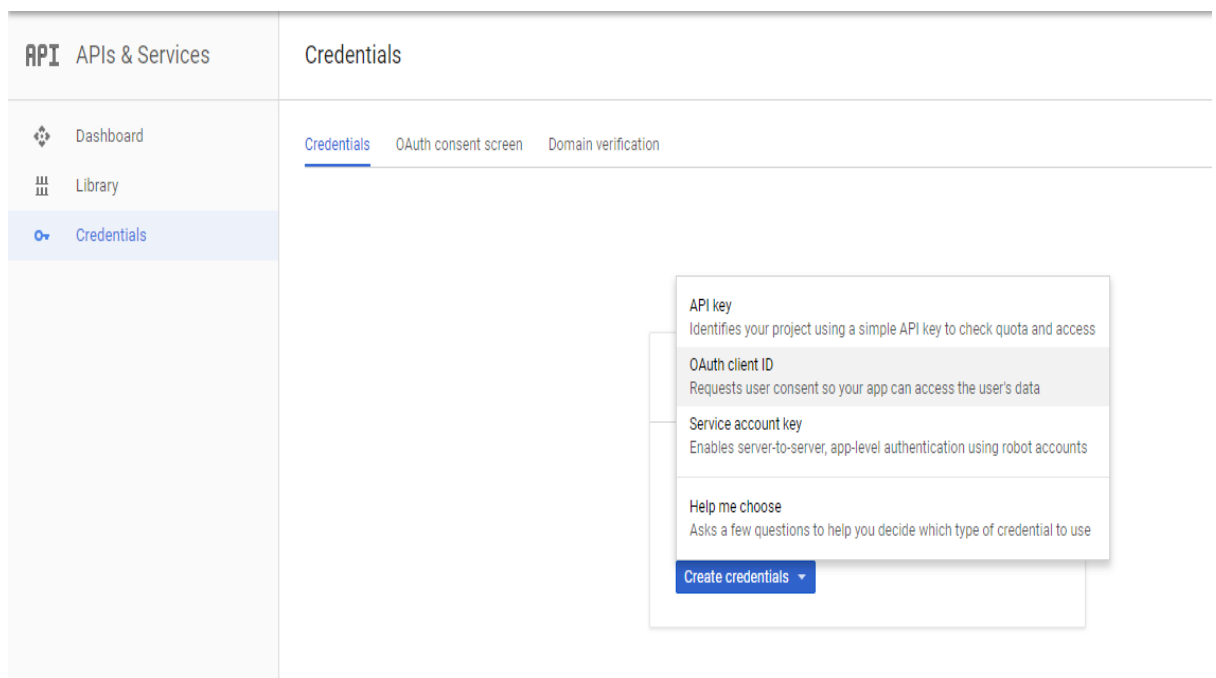 API APIs & Services
Credentials
Dashboard
Library
Credentials
Credentials OAuth consent screen Domain verification
API key
Identifies your project using a simple API key to check quota and access
OAuth client ID
Requests user consent so your app can access the user's data
Service account key
Enables server-to-server, app-level authentication using robot accounts
Help me choose
Asks a few questions to help you decide which type of credential to use
Create credentials